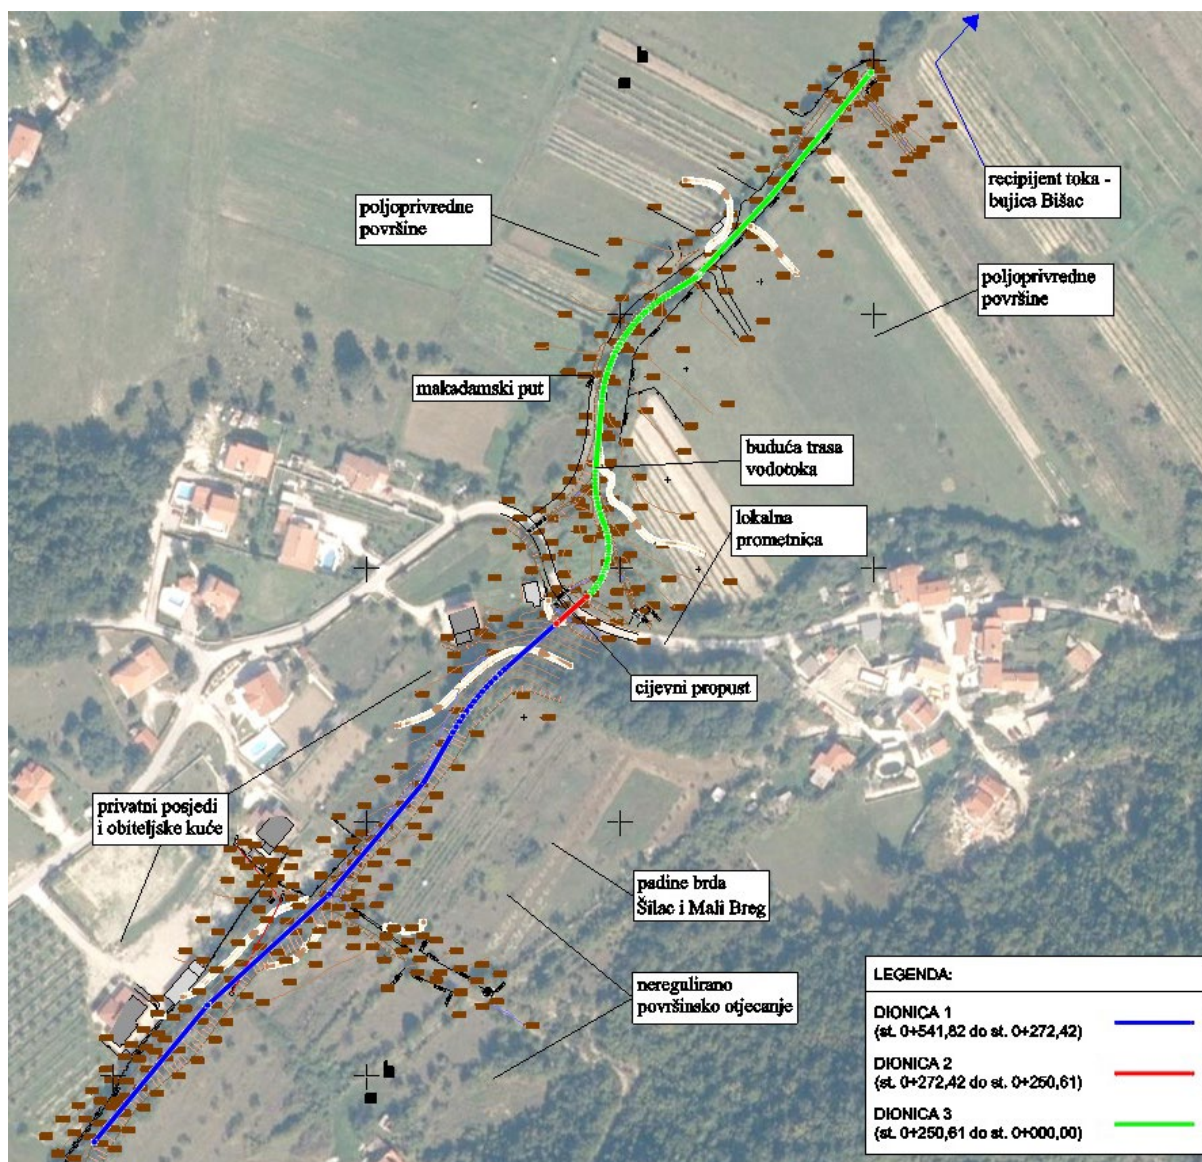 recipijent toka -
bujica Bišac
poljoprivredne
površine
poljoprivredne
površine
makadamski put
buduća trasa
vodotoka
lokalna
prometnica
cijevni propust
privatni posjedi
i obiteljske kuće
padine brda
Šilac i Mali Breg
neregulirano
površinsko otjecanje
LEGENDA:
DIONICA 1
(st. 0+541,82 do st. 0+272,42)
DIONICA 2
(st. 0+272,42 do st. 0+250,61)
DIONICA 3
(st. 0+250,61 do st. 0+000,00)